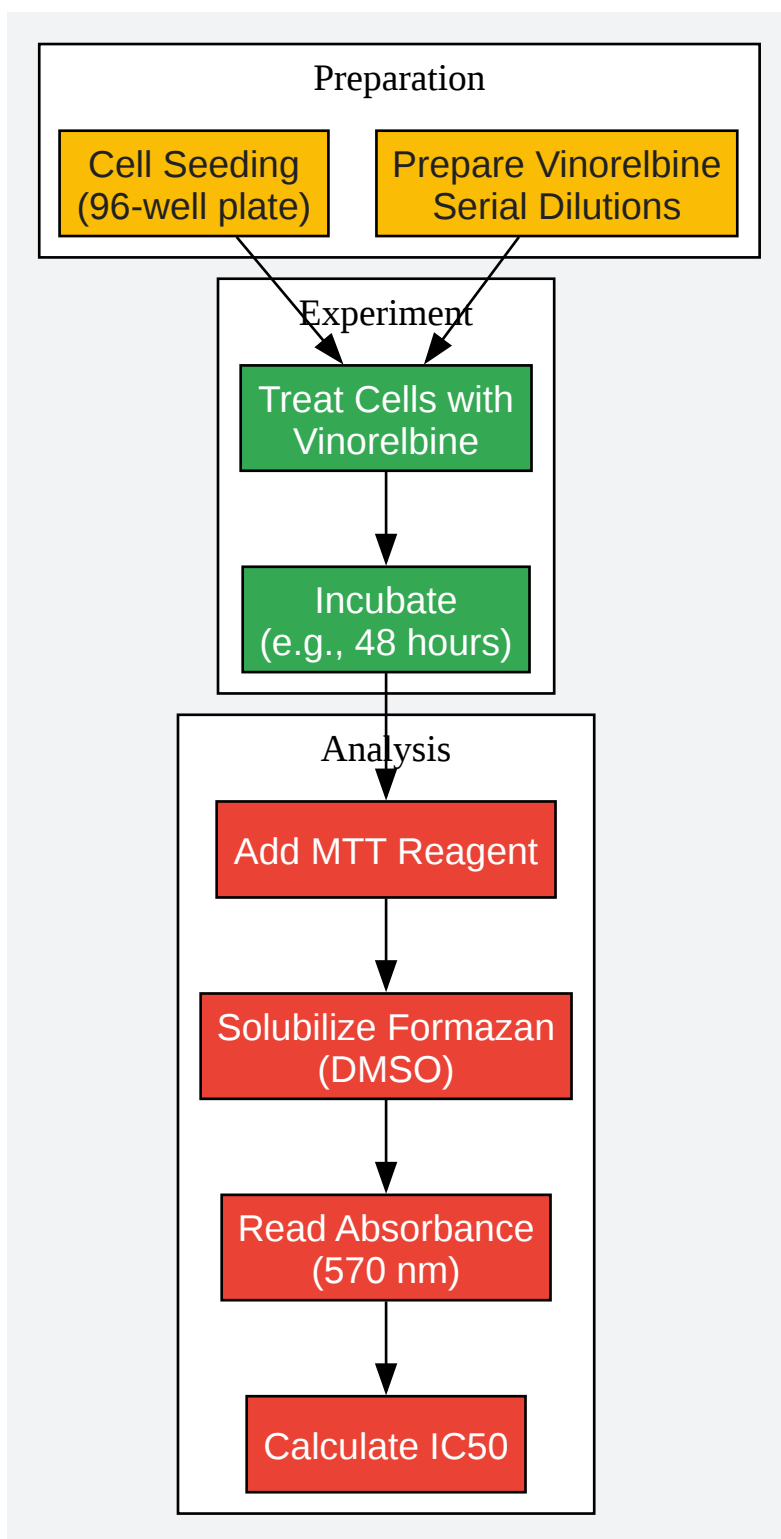 Preparation
Cell Seeding
(96-well plate)
Prepare Vinorelbine
Serial Dilutions
Experiment
Treat Cells with
Vinorelbine
Incubate
(e.g., 48 hours)
Analysis
Add MTT Reagent
Solubilize Formazan
(DMSO)
Read Absorbance
(570 nm)
Calculate IC50